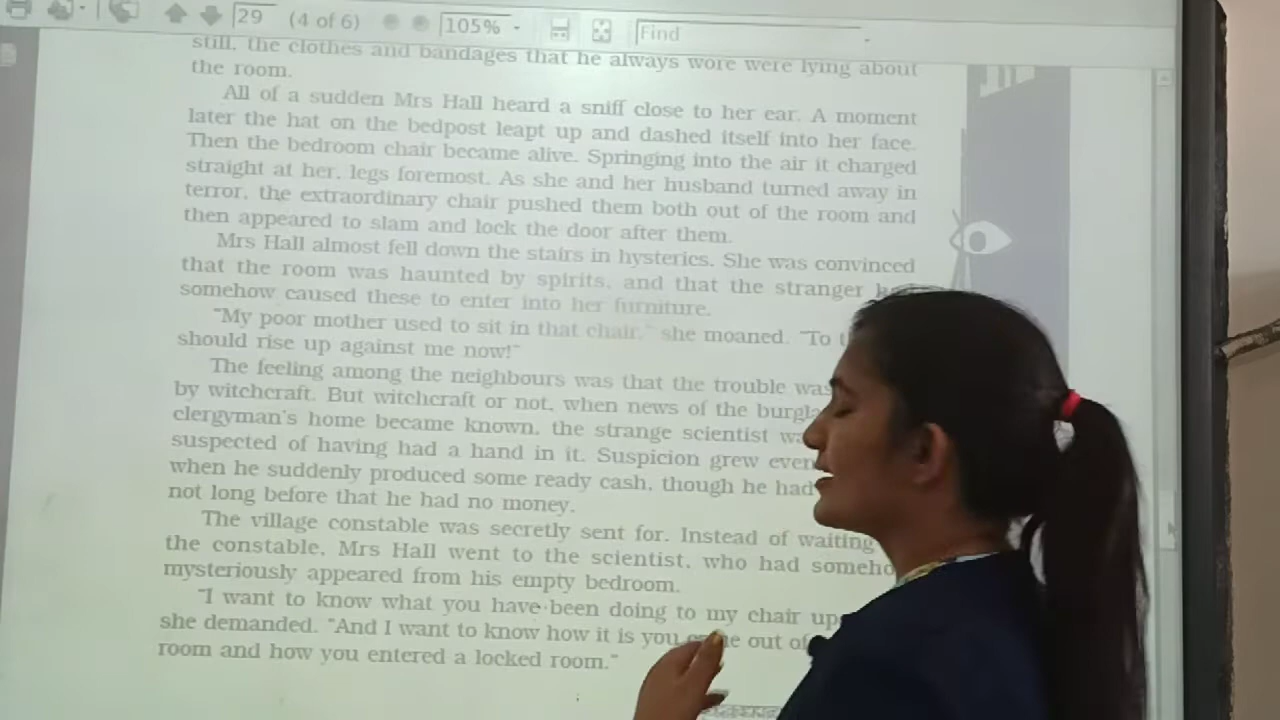 29 (4 of 6) 105% Find
still, the clothes and bandages that he always wore were lying about
the room.
All of a sudden Mrs Hall heard a sniff close to her ear. A moment
later the hat on the bedpost leapt up and dashed itself into her face.
Then the bedroom chair became alive. Springing into the air it charged
straight at her, legs foremost. As she and her husband turned away in
terror, the extraordinary chair pushed them both out of the room and
then appeared to slam and lock the door after them.
Mrs Hall almost fell down the stairs in hysterics. She was convinced
that the room was haunted by spirits, and that the stranger
somehow caused these to enter into her furniture.
"My poor mother used to sit in that chair," she moaned. "To
should rise up against me now!"
The feeling among the neighbours was that the trouble was
by witchcraft. But witchcraft or not, when news of the
clergyman's home became known, the strange scientist
suspected of having had a hand in it. Suspicion grew even
when he suddenly produced some ready cash, though he had
not long before that he had no money.
The village constable was secretly sent for. Instead of waiting
the constable, Mrs Hall went to the scientist, who had
mysteriously appeared from his empty bedroom.
"I want to know what you have been doing to my chair
she demanded. "And I want to know how it is you out of
room and how you entered a locked room."